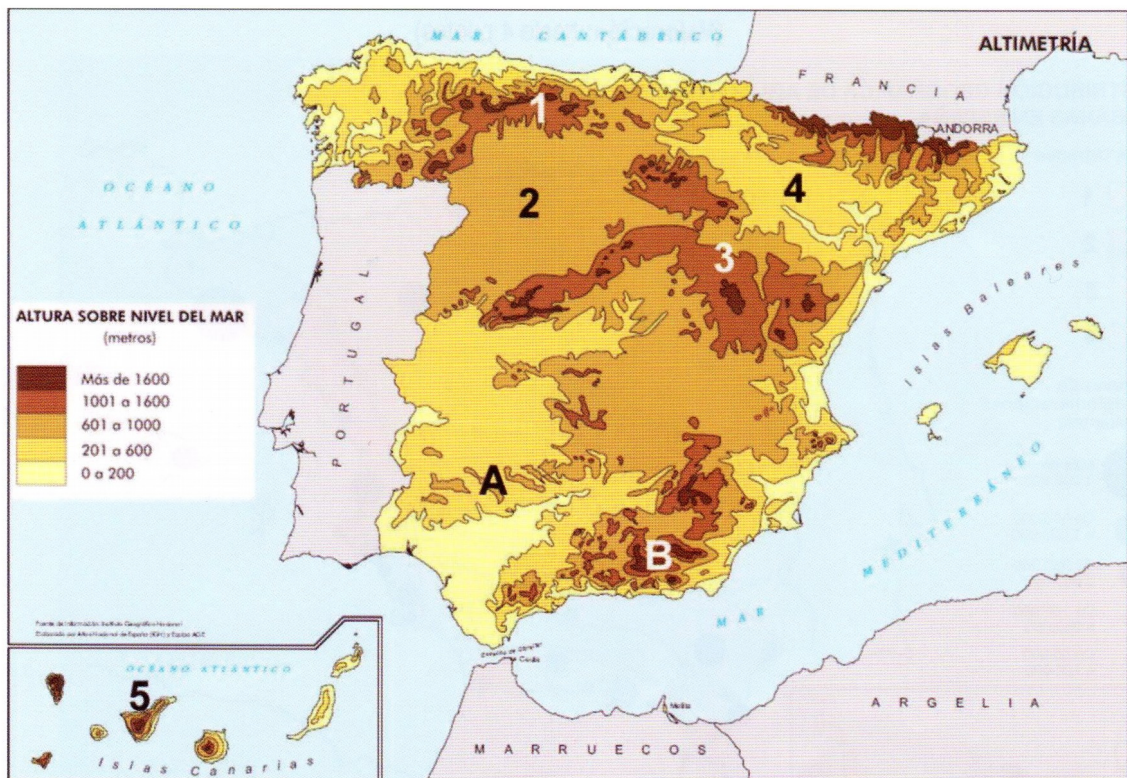 MAR CANTÁBRICO
ALTIMETRÍA
FRANCIA
ANDORRA
1
OCÉANO
ATLÁNTICO
2
4
3
PORTUGAL
Islas Baleares
ALTURA SOBRE NIVEL DEL MAR
(metros)
Más de 1600
1001 a 1600
601 a 1000
201 a 600
0 a 200
A
B
MEDITERRÁNEO
MAR
Ceuta
Melilla
MARRUECOS
ARGELIA
OCÉANO ATLÁNTICO
5
Islas Canarias